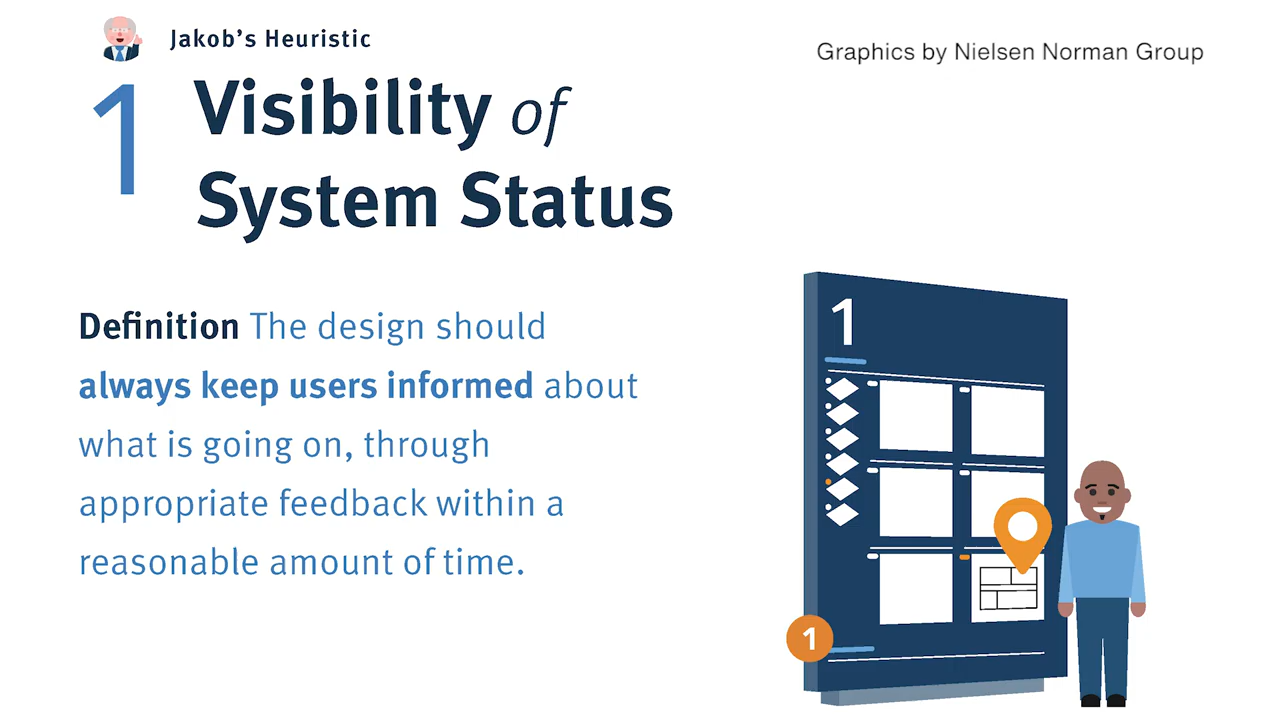 Jakob's Heuristic
Graphics by Nielsen Norman Group
1
Visibility of
System Status
Definition The design should
always keep users informed about
what is going on, through
appropriate feedback within a
reasonable amount of time.
1
1